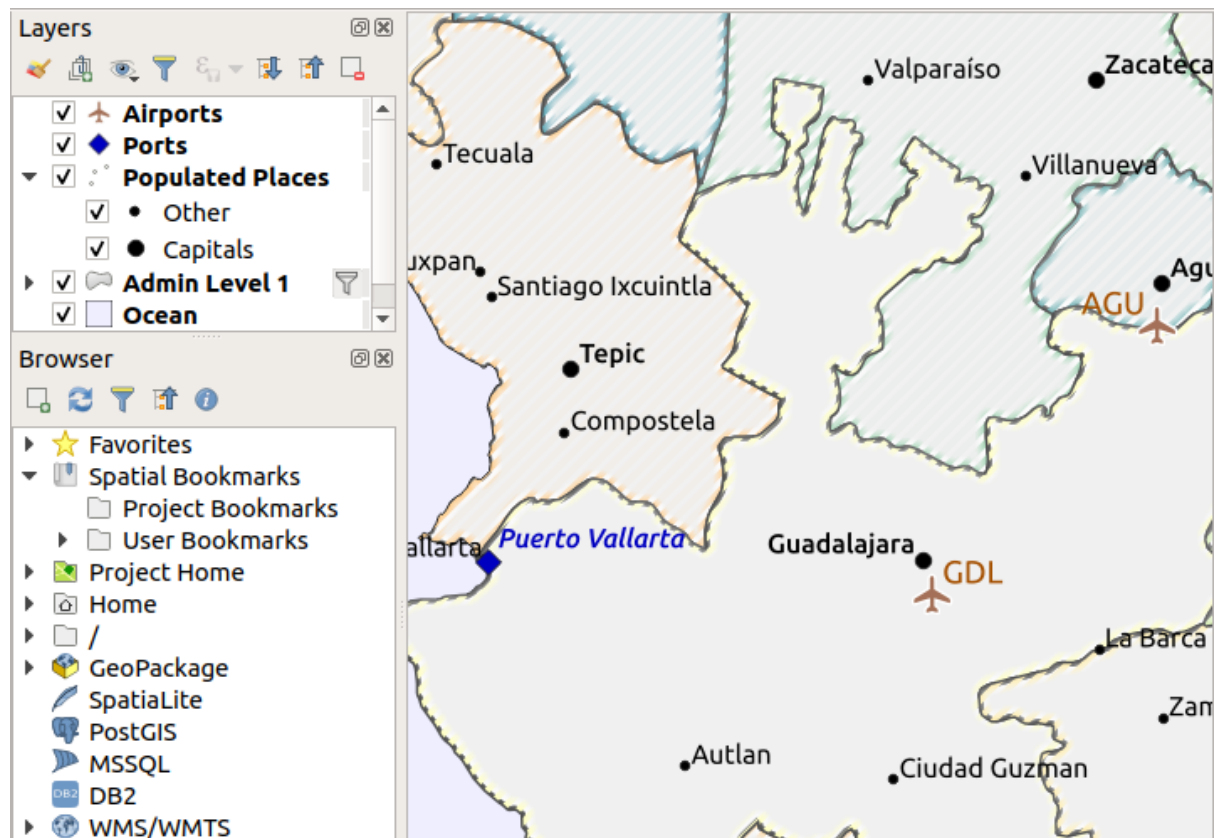 Layers
Airports
Ports
Populated Places
Other
Capitals
Admin Level 1
Ocean
Browser
Favorites
Spatial Bookmarks
Project Bookmarks
User Bookmarks
Project Home
Home
/
GeoPackage
SpatiaLite
PostGIS
MSSQL
DB2
DB2
WMS/WMTS
Valparaíso
Zacateca
Tecuala
Villanueva
uxpan
Santiago Ixcuintla
Agu
AGU
Tepic
Compostela
allarta
Puerto Vallarta
Guadalajara
GDL
La Barca
Zam
Autlan
Ciudad Guzman